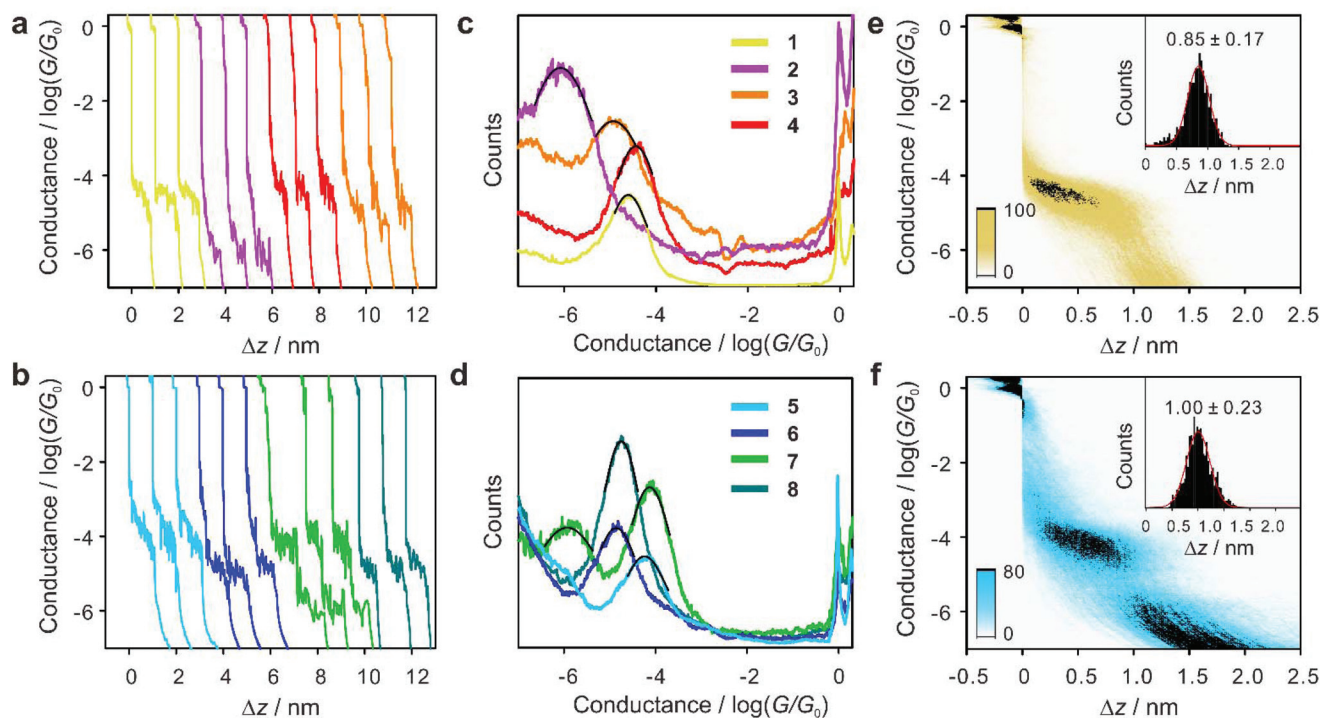 a
Conductance / log(G/G₀)
0
-2
-4
-6
0 2 4 6 8 10 12
Δz / nm
c
Counts
1
2
3
4
-6 -4 -2 0
Conductance / log(G/G₀)
e
Conductance / log(G/G₀)
0
-2
-4
-6
100
0
0.85 ± 0.17
Counts
0 0.5 1.0 2.0
Δz / nm
-0.5 0 0.5 1.0 1.5 2.0 2.5
Δz / nm
b
Conductance / log(G/G₀)
0
-2
-4
-6
0 2 4 6 8 10 12
Δz / nm
d
Counts
5
6
7
8
-6 -4 -2 0
Conductance / log(G/G₀)
f
Conductance / log(G/G₀)
0
-2
-4
-6
80
0
1.00 ± 0.23
Counts
0 0.5 1.0 2.0
Δz / nm
-0.5 0 0.5 1.0 1.5 2.0 2.5
Δz / nm